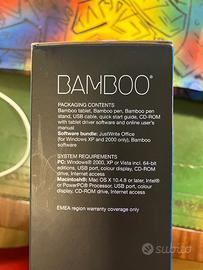 BAMBOO®
PACKAGING CONTENTS
Bamboo tablet, Bamboo pen, Bamboo pen
stand, USB cable, quick start guide, CD-ROM
with tablet driver software and online user's
manual
Software bundle: JustWrite Office
(for Windows XP and 2000 only), Bamboo
software
SYSTEM REQUIREMENTS
PC: Windows® 2000, XP or Vista incl. 64-bit
editions, USB port, colour display, CD-ROM
drive, Internet Access
Macintosh®: Mac OS X 10.4.8 or later, Intel®
or PowerPC® Processor, USB port, colour
display, CD-ROM drive, Internet Access
EMEA region warranty coverage only
subito